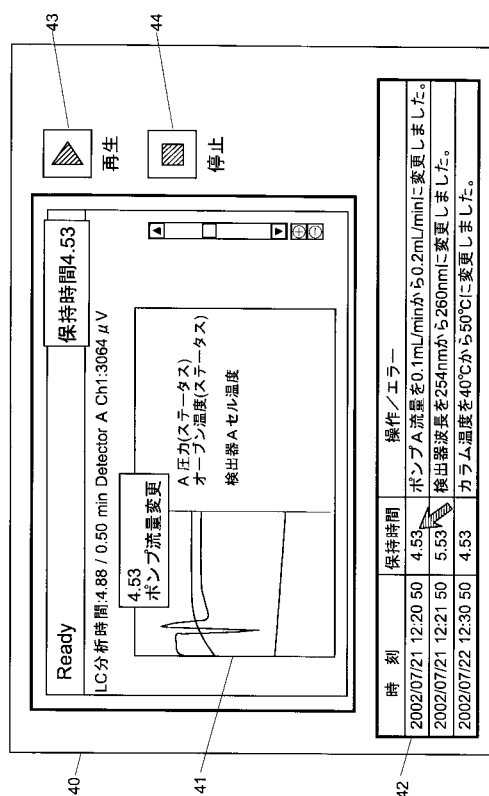 40
Ready
保持時間4.53
LC分析時間:4.88 / 0.50 min Detector A Ch1:3064 μV
4.53
ポンプ流量変更
A 圧力(ステータス)
オーブン温度(ステータス)
検出器Aセル温度
41
43
再生
44
停止
42
時 刻 保持時間 操作/エラー
2002/07/21 12:20 50 4.53 ポンプA流量を0.1mL/minから0.2mL/minに変更しました。
2002/07/21 12:21 50 5.53 検出器波長を254nmから260nmに変更しました。
2002/07/22 12:30 50 4.53 カラム温度を40℃から50℃に変更しました。